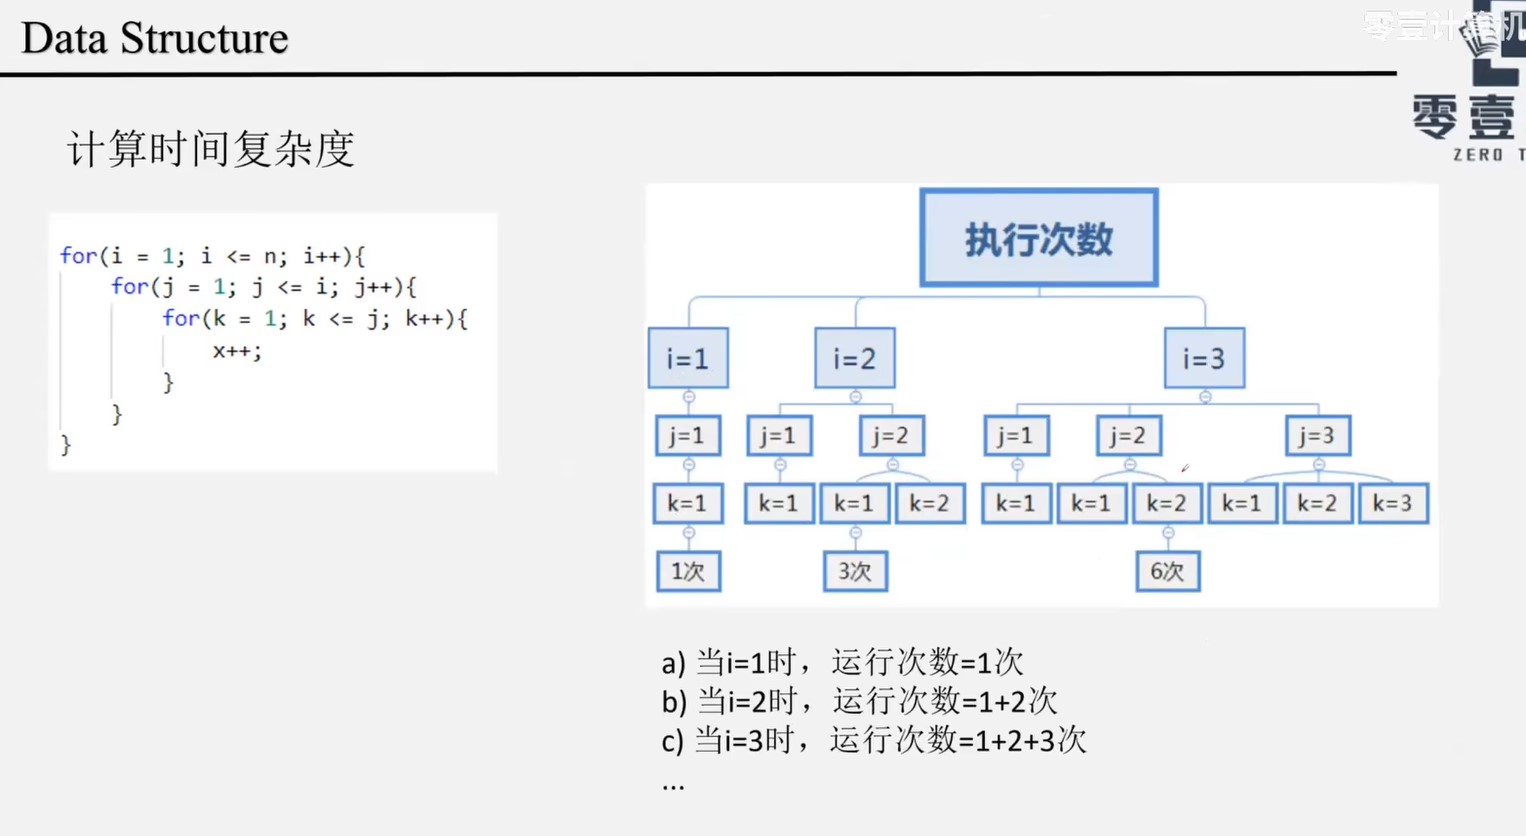 零壹计算机
Data Structure
零壹
ZERO T
计算时间复杂度
for(i = 1; i <= n; i++){
for(j = 1; j <= i; j++){
for(k = 1; k <= j; k++){
x++;
}
}
}
执行次数
i=1 i=2 i=3
j=1 j=1 j=2 j=1 j=2 j=3
k=1 k=1 k=1 k=2 k=1 k=1 k=2 k=1 k=2 k=3
1次 3次 6次
a) 当i=1时，运行次数=1次
b) 当i=2时，运行次数=1+2次
c) 当i=3时，运行次数=1+2+3次
...